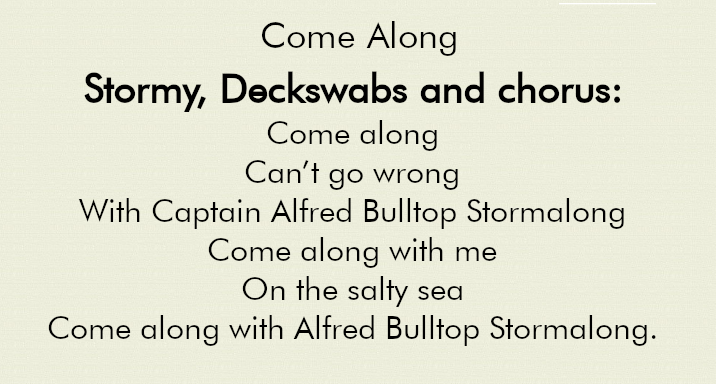 Come Along
Stormy, Deckswabs and chorus:
Come along
Can't go wrong
With Captain Alfred Bulltop Stormalong
Come along with me
On the salty sea
Come along with Alfred Bulltop Stormalong.